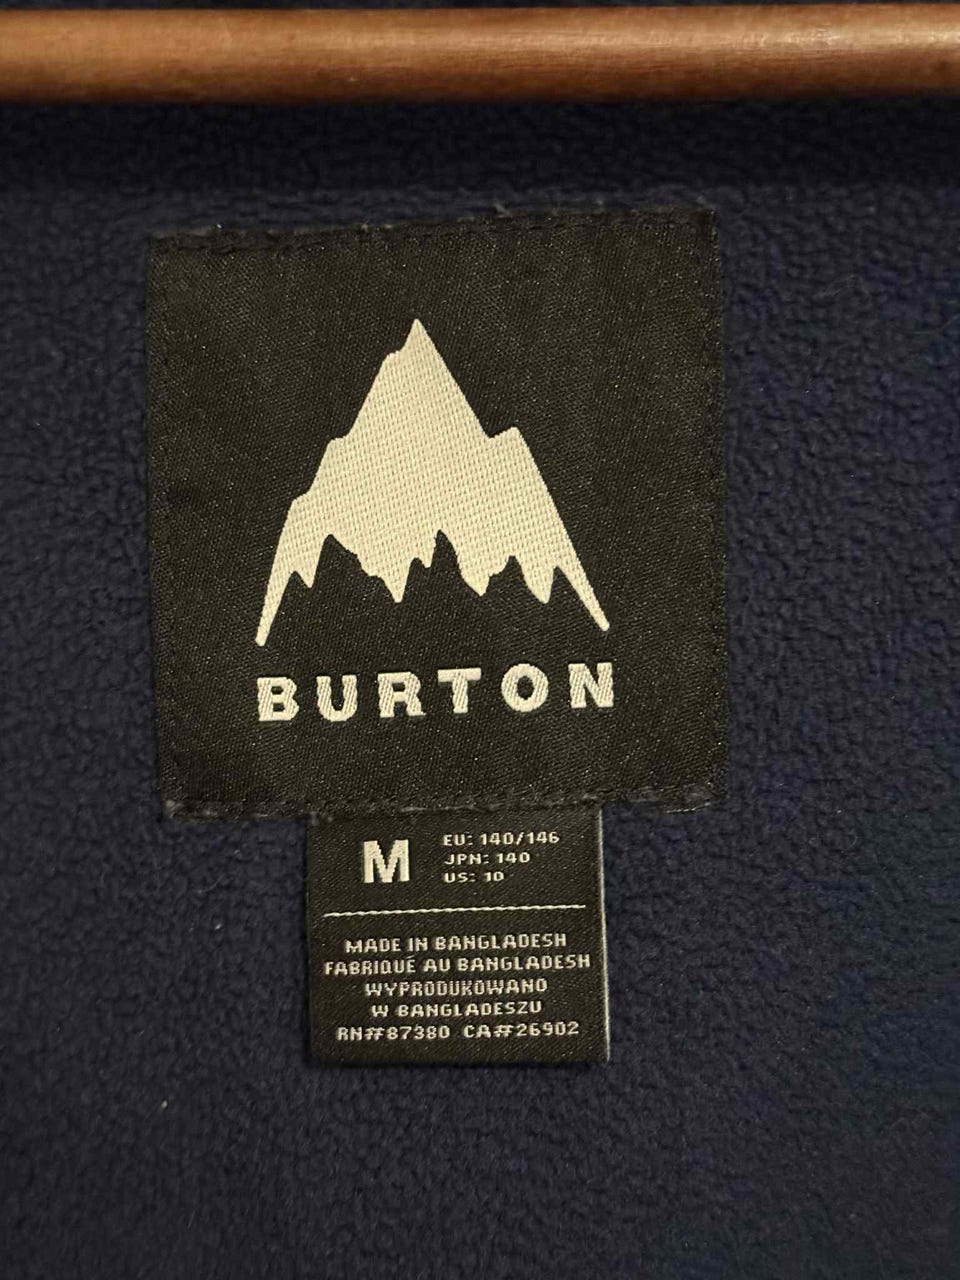 BURTON
M
EU: 140/146
JPN: 140
US: 10
MADE IN BANGLADESH
FABRIQUÉ AU BANGLADESH
WYPRODUKOWANO
W BANGLADESZU
RN#87380 CA#26902